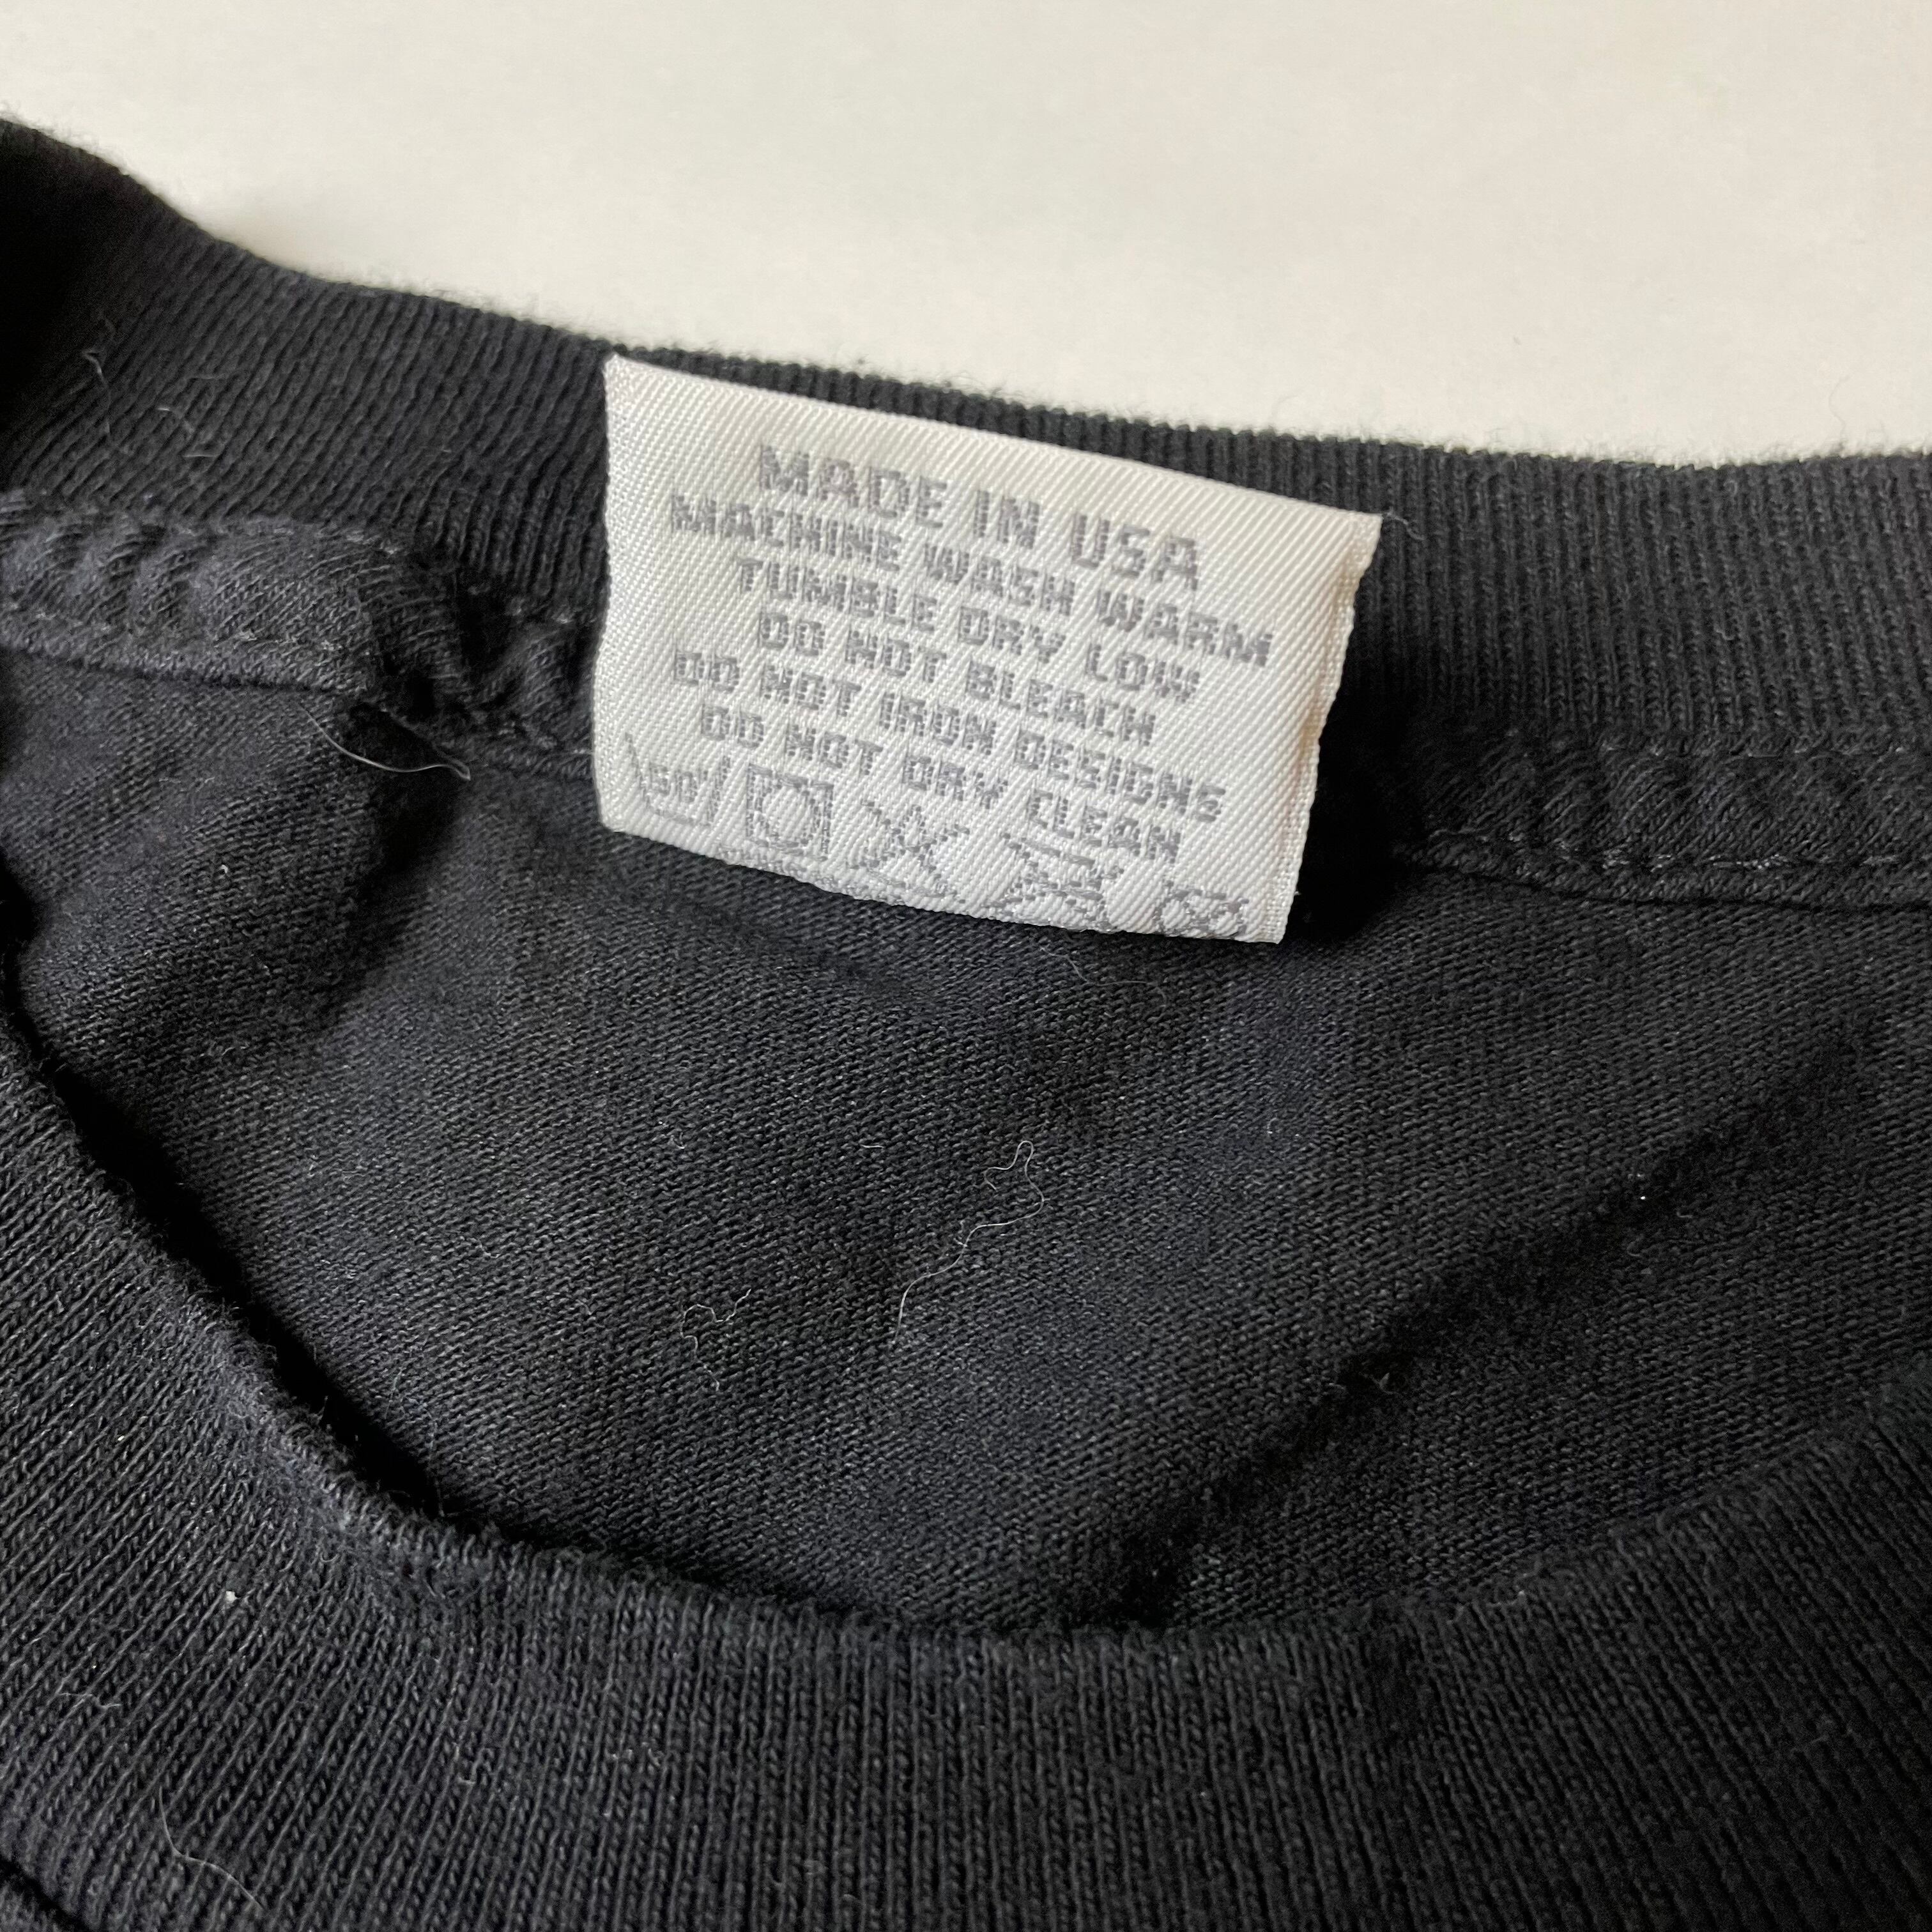 MADE IN USA
MACHINE WASH WARM
TUMBLE DRY LOW
DO NOT BLEACH
DO NOT IRON DESIGNS
DO NOT DRY CLEAN
50